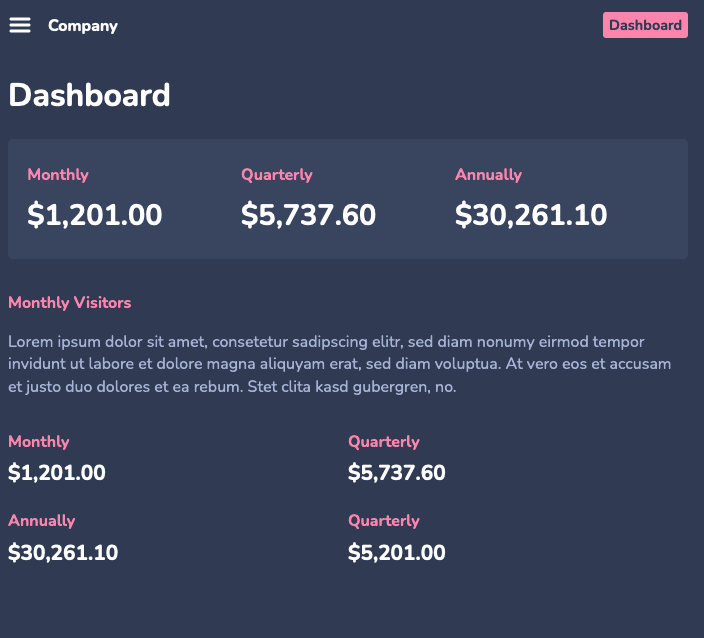 Company
Dashboard
Dashboard
Monthly
Quarterly
Annually
$1,201.00
$5,737.60
$30,261.10
Monthly Visitors
Lorem ipsum dolor sit amet, consetetur sadipscing elitr, sed diam nonumy eirmod tempor
invidunt ut labore et dolore magna aliquyam erat, sed diam voluptua. At vero eos et accusam
et justo duo dolores et ea rebum. Stet clita kasd gubergren, no.
Monthly
Quarterly
$1,201.00
$5,737.60
Annually
Quarterly
$30,261.10
$5,201.00